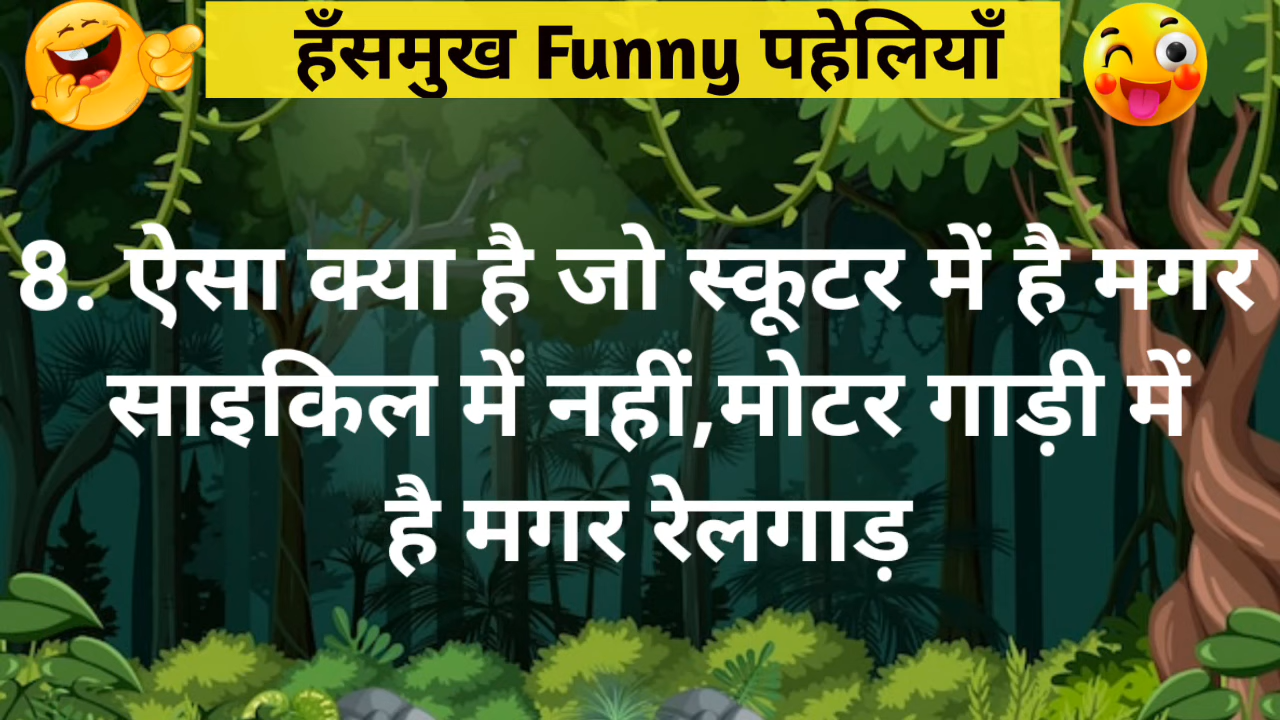 हँसमुख Funny पहेलियाँ
8. ऐसा क्या है जो स्कूटर में है मगर
साइकिल में नहीं,मोटर गाड़ी में
है मगर रेलगाड़